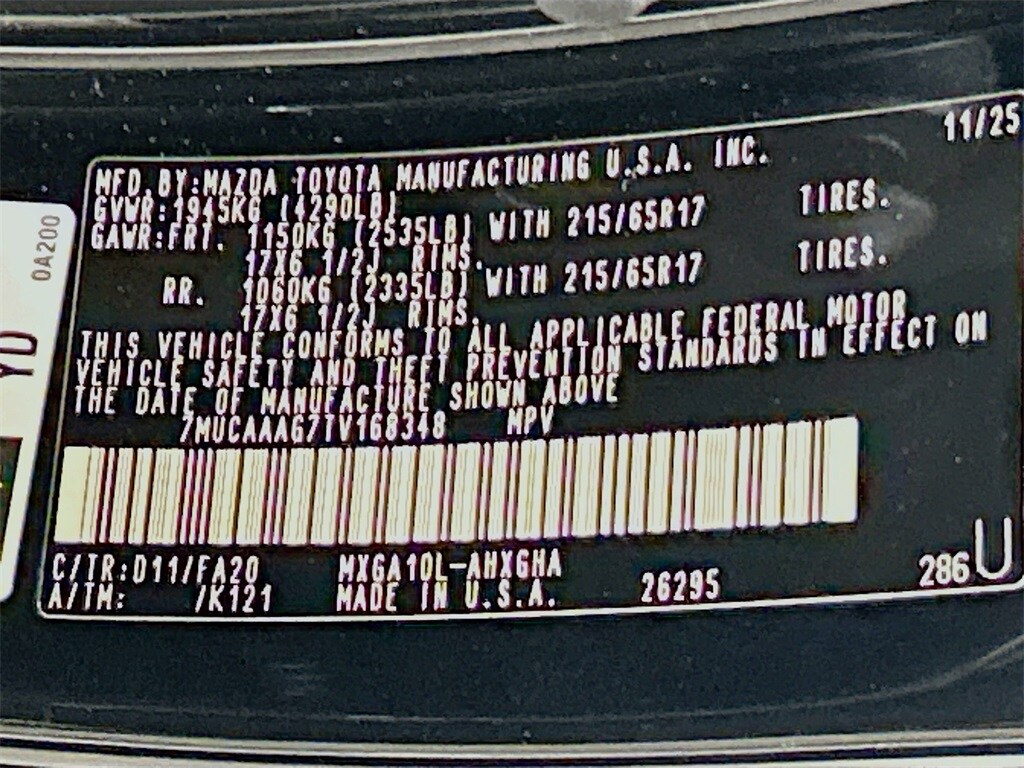 11/25
MFD.BY:MAZDA TOYOTA MANUFACTURING U.S.A. INC.
GVWR:1945KG (4290LB)
GAWR:FRT. 1150KG (2535LB) WITH 215/65R17 TIRES.
17X6 1/2J RIMS.
RR. 1060KG (2335LB) WITH 215/65R17 TIRES.
17X6 1/2J RIMS.
THIS VEHICLE CONFORMS TO ALL APPLICABLE FEDERAL MOTOR
VEHICLE SAFETY AND THEFT PREVENTION STANDARDS IN EFFECT ON
THE DATE OF MANUFACTURE SHOWN ABOVE
7MUCAAAG7TV168348 MPV
C/TR:D11/FA20 MXGA10L-AHXGHA
A/TM: /K121 MADE IN U.S.A. 26295 286U
0A200
YD